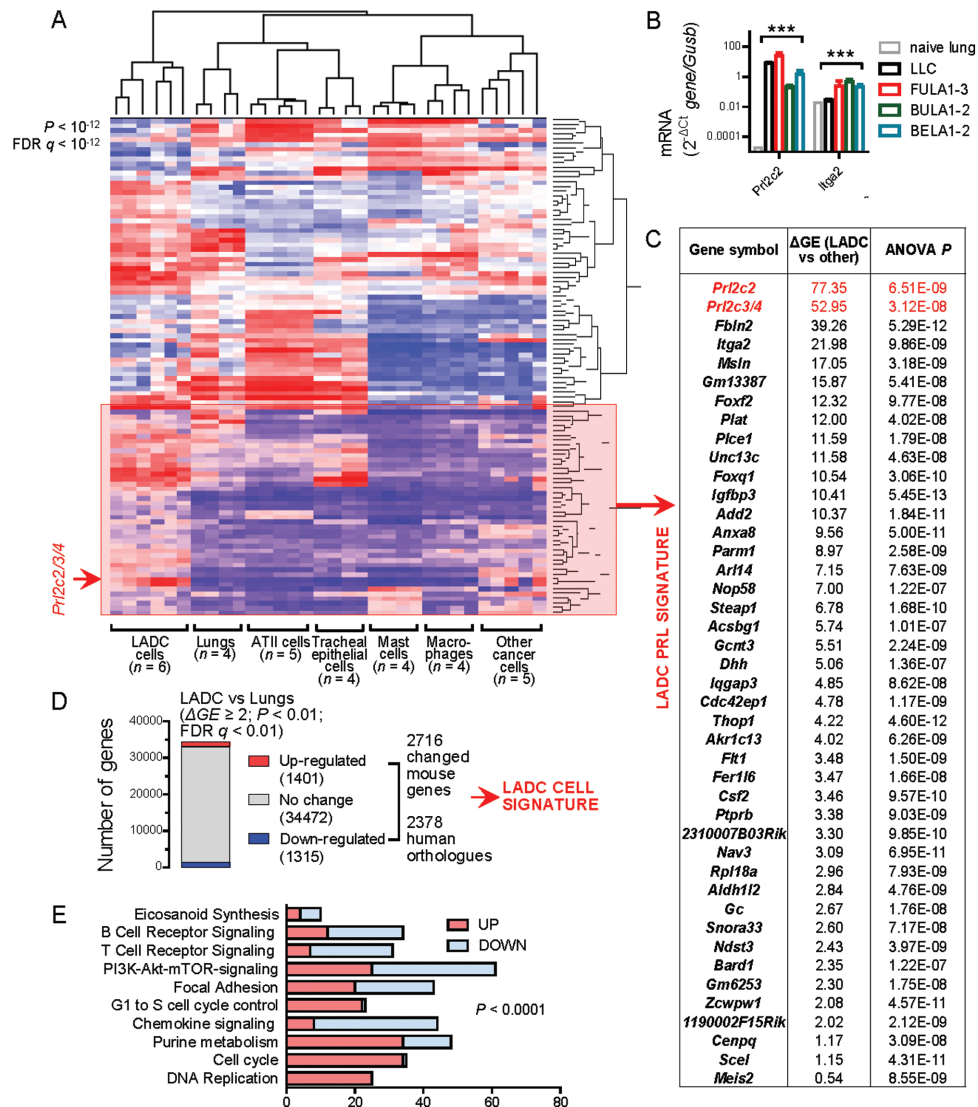 A
P < 10-12
FDR q < 10-12
Prl2c2/3/4
LADC
cells
(n = 6)
Lungs
(n = 4)
ATII cells
(n = 5)
Tracheal
epithelial
cells
(n = 4)
Mast
cells
(n = 4)
Macro-
phages
(n = 4)
Other
cancer
cells
(n = 5)
B
mRNA
(2^ΔCt gene/Gusb)
100
1
0.01
0.0001
***
***
Prl2c2
Itga2
naive lung
LLC
FULA1-3
BULA1-2
BELA1-2
C
LADC PRL SIGNATURE
Gene symbol ΔGE (LADC vs other) ANOVA P
Prl2c2 77.35 6.51E-09
Prl2c3/4 52.95 3.12E-08
Fbln2 39.26 5.29E-12
Itga2 21.98 9.86E-09
Msln 17.05 3.18E-09
Gm13387 15.87 5.41E-08
Foxf2 12.32 9.77E-08
Plat 12.00 4.02E-08
Plce1 11.59 1.79E-08
Unc13c 11.58 4.63E-08
Foxq1 10.54 3.06E-10
Igfbp3 10.41 5.45E-13
Add2 10.37 1.84E-11
Anxa8 9.56 5.00E-11
Parm1 8.97 2.58E-09
Arl14 7.15 7.63E-09
Nop58 7.00 1.22E-07
Steap1 6.78 1.68E-10
Acsbg1 5.74 1.01E-07
Gcnt3 5.51 2.24E-09
Dhh 5.06 1.36E-07
Iqgap3 4.85 8.62E-08
Cdc42ep1 4.78 1.17E-09
Thop1 4.22 4.60E-12
Akr1c13 4.02 6.26E-09
Flt1 3.48 1.50E-09
Fer1l6 3.47 1.66E-08
Csf2 3.46 9.57E-10
Ptprb 3.38 9.03E-09
2310007B03Rik 3.30 9.85E-10
Nav3 3.09 6.95E-11
Rpl18a 2.96 7.93E-09
Aldh1l2 2.84 4.76E-09
Gc 2.67 1.76E-08
Snora33 2.60 7.17E-08
Ndst3 2.43 3.97E-09
Bard1 2.35 1.22E-07
Gm6253 2.30 1.75E-08
Zcwpw1 2.08 4.57E-11
1190002F15Rik 2.02 2.12E-09
Cenpq 1.17 3.09E-08
Scel 1.15 4.31E-11
Meis2 0.54 8.55E-09
D
LADC vs Lungs
(ΔGE ≥ 2; P < 0.01;
FDR q < 0.01)
Number of genes
40000
30000
20000
10000
0
Up-regulated
(1401)
No change
(34472)
Down-regulated
(1315)
2716
changed
mouse
genes
2378
human
orthologues
LADC CELL
SIGNATURE
E
Eicosanoid Synthesis
B Cell Receptor Signaling
T Cell Receptor Signaling
PI3K-Akt-mTOR-signaling
Focal Adhesion
G1 to S cell cycle control
Chemokine signaling
Purine metabolism
Cell cycle
DNA Replication
UP
DOWN
P < 0.0001
0 20 40 60 80